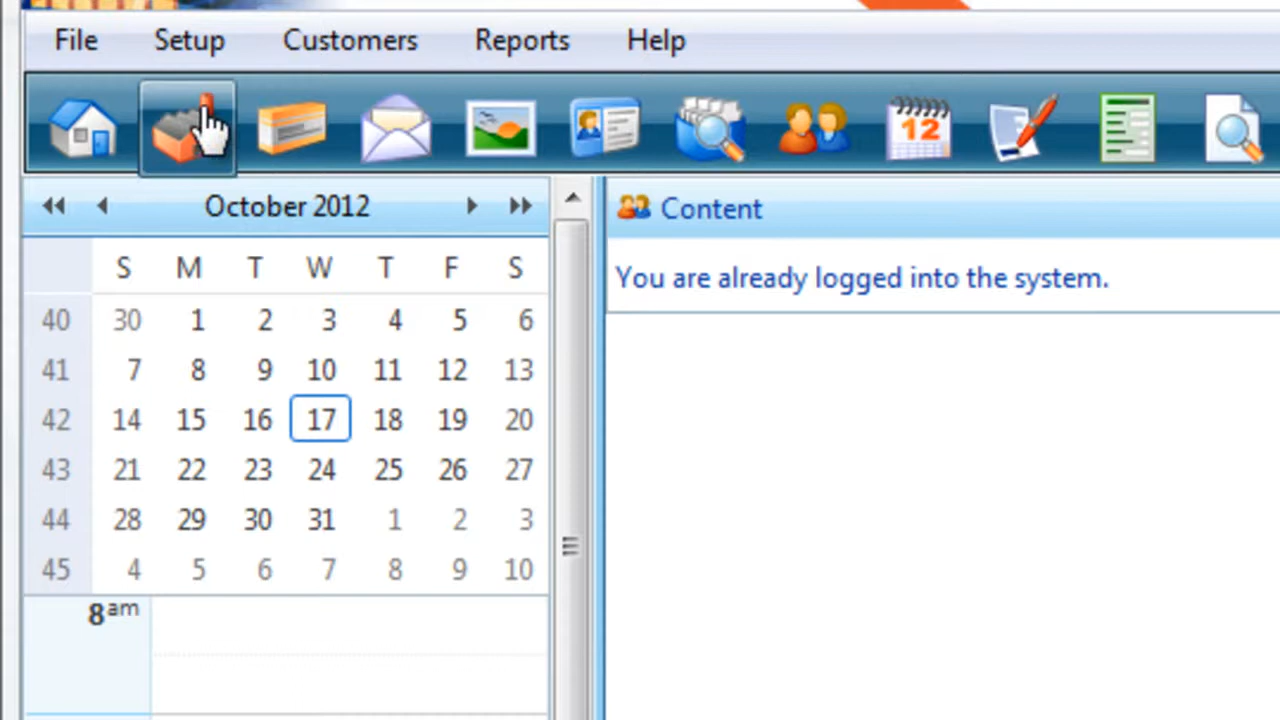 File Setup Customers Reports Help
12
October 2012
Content
S M T W T F S
You are already logged into the system.
40 30 1 2 3 4 5 6
41 7 8 9 10 11 12 13
42 14 15 16 17 18 19 20
43 21 22 23 24 25 26 27
44 28 29 30 31 1 2 3
45 4 5 6 7 8 9 10
8 am